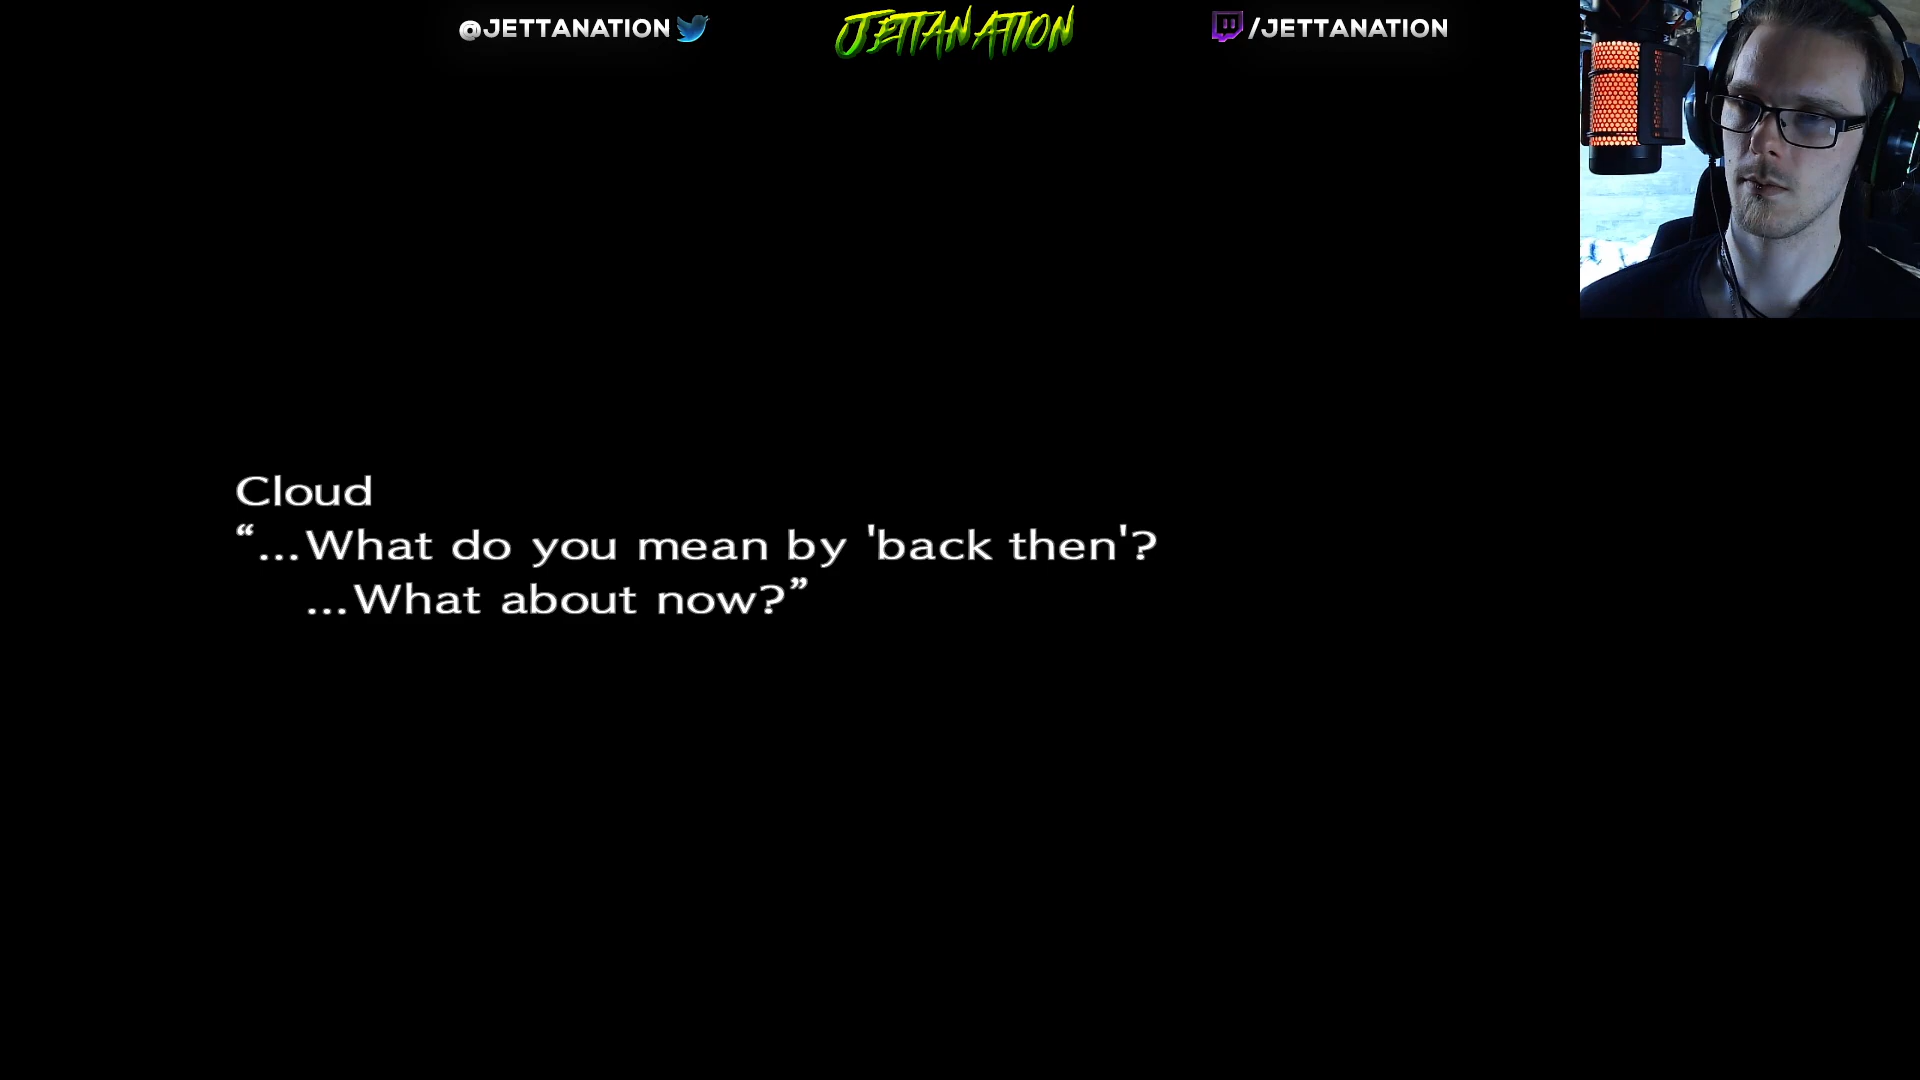 @JETTANATION
JETTANATION
/JETTANATION
Cloud
“...What do you mean by 'back then'?
...What about now?”